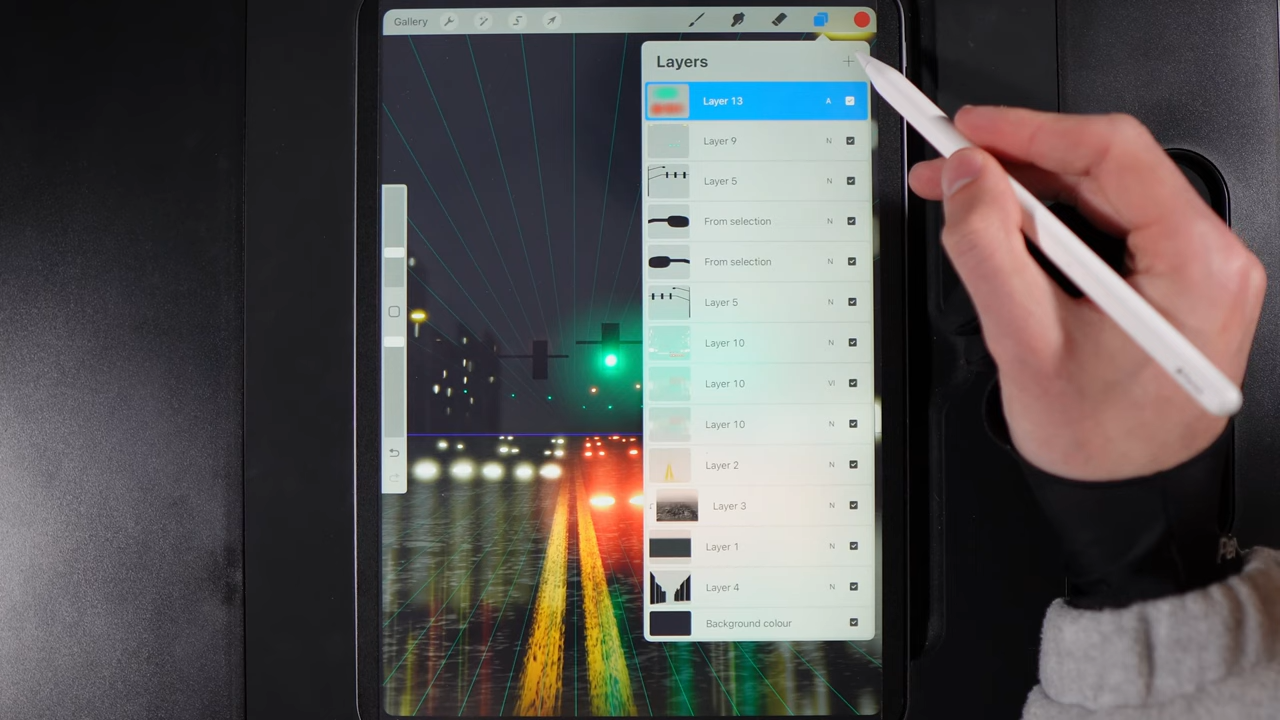 Gallery
Layers
Layer 13 A
Layer 9 N
Layer 5 N
From selection N
From selection N
Layer 5 N
Layer 10 N
Layer 10 VI
Layer 10 N
Layer 2 N
Layer 3 N
Layer 1 N
Layer 4 N
Background colour